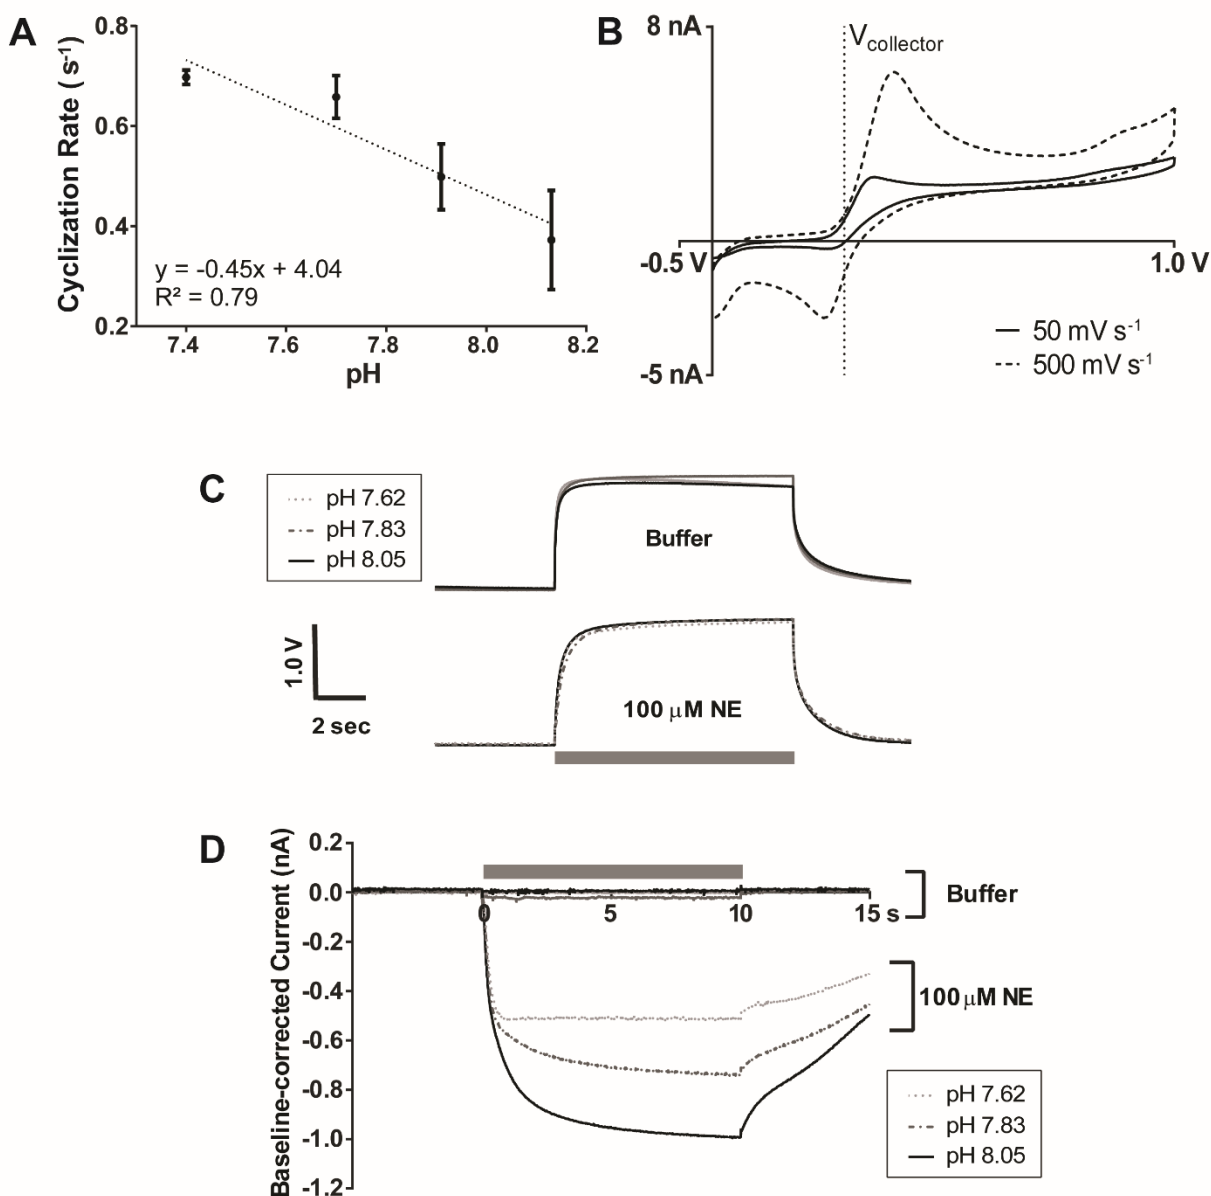 A
Cyclization Rate ( s⁻¹)
0.8
0.6
0.4
0.2
y = -0.45x + 4.04
R² = 0.79
7.4 7.6 7.8 8.0 8.2
pH
B
8 nA
Vcollector
-0.5 V
1.0 V
50 mV s⁻¹
500 mV s⁻¹
-5 nA
C
pH 7.62
pH 7.83
pH 8.05
Buffer
1.0 V
2 sec
100 μM NE
D
Baseline-corrected Current (nA)
0.2
0.0
-0.2
-0.4
-0.6
-0.8
-1.0
-1.2
0 5 10 15 s
Buffer
100 μM NE
pH 7.62
pH 7.83
pH 8.05